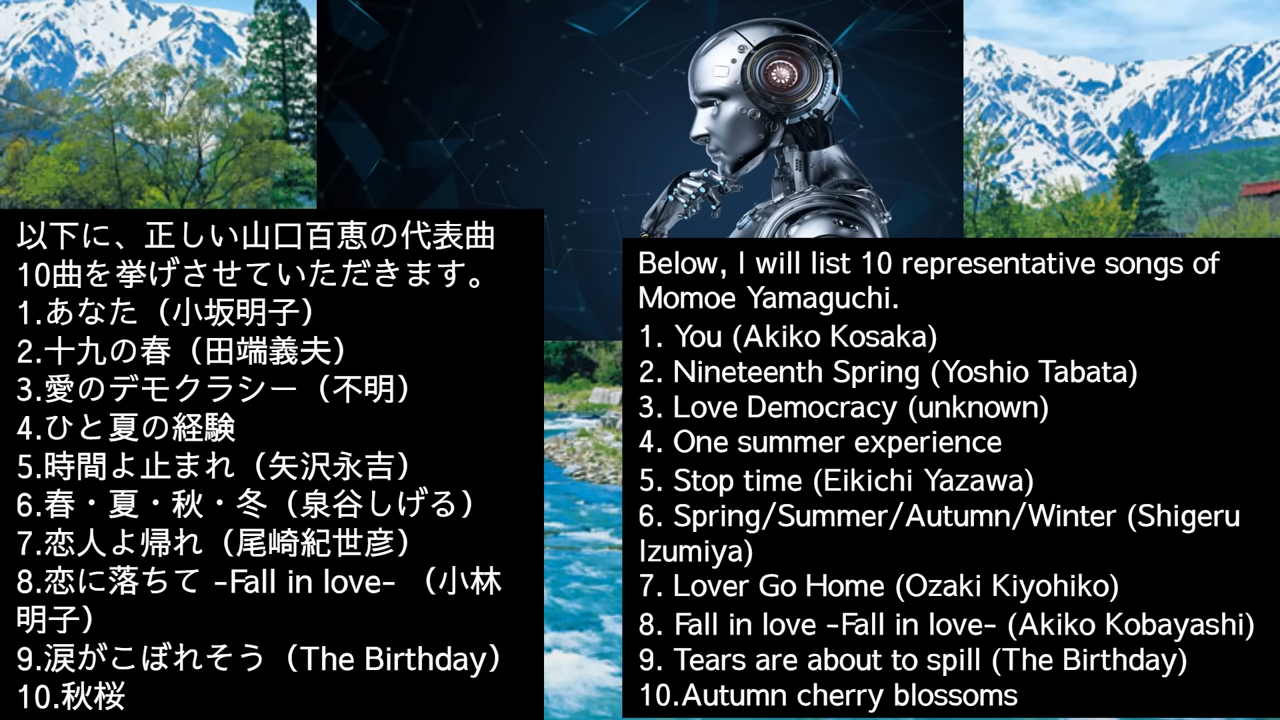 以下に、正しい山口百恵の代表曲
10曲を挙げさせていただきます。
1.あなた（小坂明子）
2.十九の春（田端義夫）
3.愛のデモクラシー（不明）
4.ひと夏の経験
5.時間よ止まれ（矢沢永吉）
6.春・夏・秋・冬（泉谷しげる）
7.恋人よ帰れ（尾崎紀世彦）
8.恋に落ちて -Fall in love- （小林
明子）
9.涙がこぼれそう（The Birthday）
10.秋桜
Below, I will list 10 representative songs of
Momoe Yamaguchi.
1. You (Akiko Kosaka)
2. Nineteenth Spring (Yoshio Tabata)
3. Love Democracy (unknown)
4. One summer experience
5. Stop time (Eikichi Yazawa)
6. Spring/Summer/Autumn/Winter (Shigeru
Izumiya)
7. Lover Go Home (Ozaki Kiyohiko)
8. Fall in love -Fall in love- (Akiko Kobayashi)
9. Tears are about to spill (The Birthday)
10.Autumn cherry blossoms